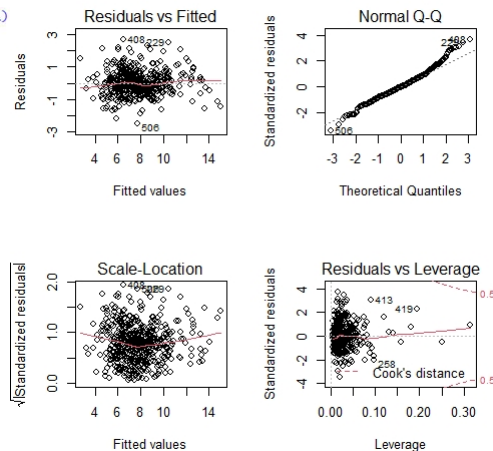 )
Residuals vs Fitted
Residuals
-3 -1 1 3
408 229
506
4 6 8 10 14
Fitted values
Normal Q-Q
Standardized residuals
-2 0 2 4
506
-3 -2 -1 0 1 2 3
Theoretical Quantiles
Scale-Location
√|Standardized residuals|
0.0 1.0 2.0
408
4 6 8 10 14
Fitted values
Residuals vs Leverage
Standardized residuals
-4 -2 0 2 4
413
419
258
Cook's distance
0.5
0.5
0.00 0.10 0.20 0.30
Leverage